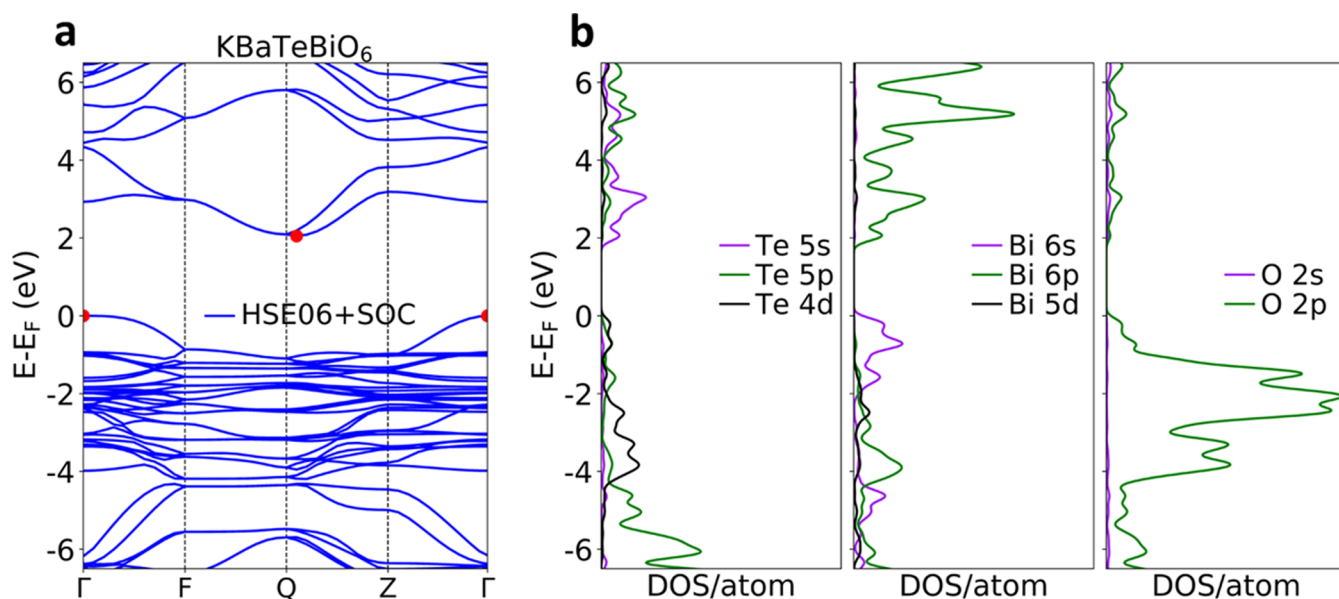 a
KBaTeBiO6
E-EF (eV)
6
4
2
0
-2
-4
-6
HSE06+SOC
Γ F Q Z Γ
b
E-EF (eV)
6
4
2
0
-2
-4
-6
Te 5s
Te 5p
Te 4d
DOS/atom
Bi 6s
Bi 6p
Bi 5d
DOS/atom
O 2s
O 2p
DOS/atom